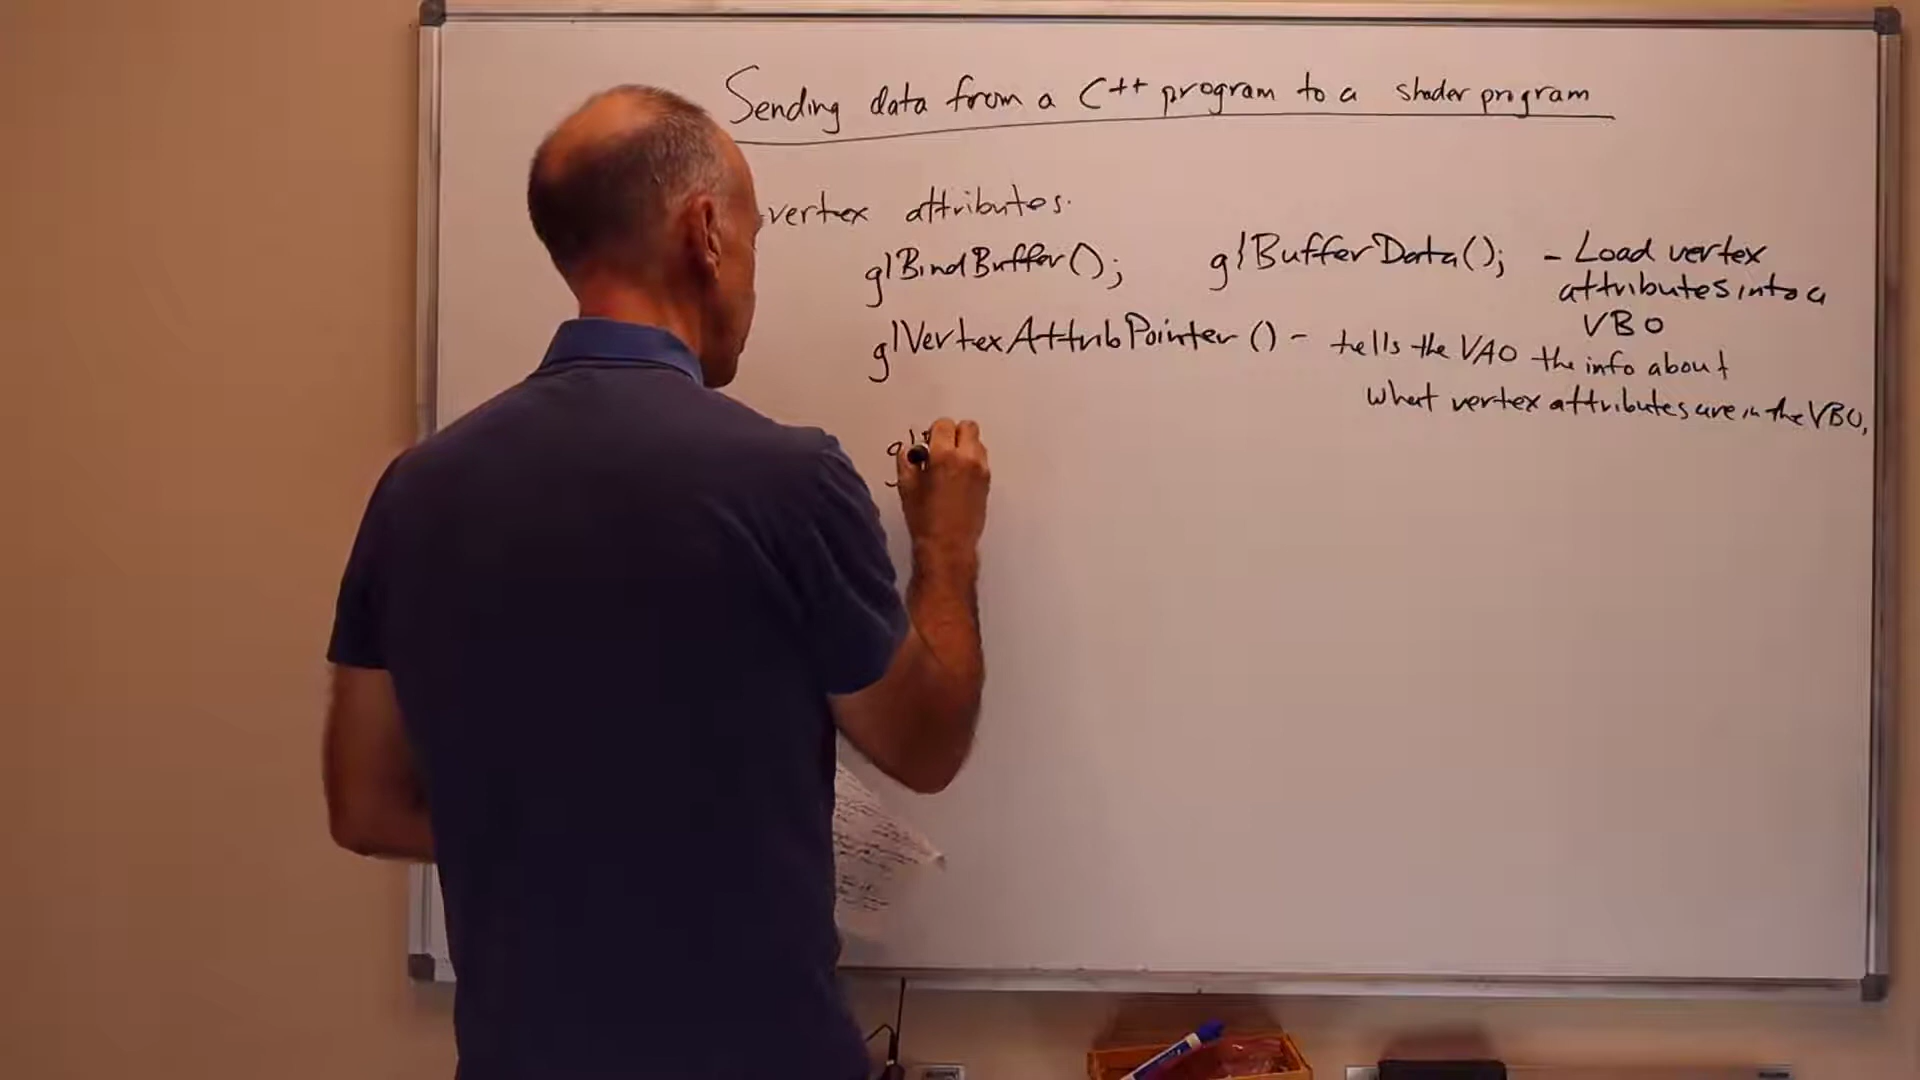 Sending data from a C++ program to a shader program
vertex attributes.
glBindBuffer(); glBufferData(); - Load vertex
attributes into a
VBO
glVertexAttribPointer() - tells the VAO the info about
what vertex attributes are in the VBO,
gl